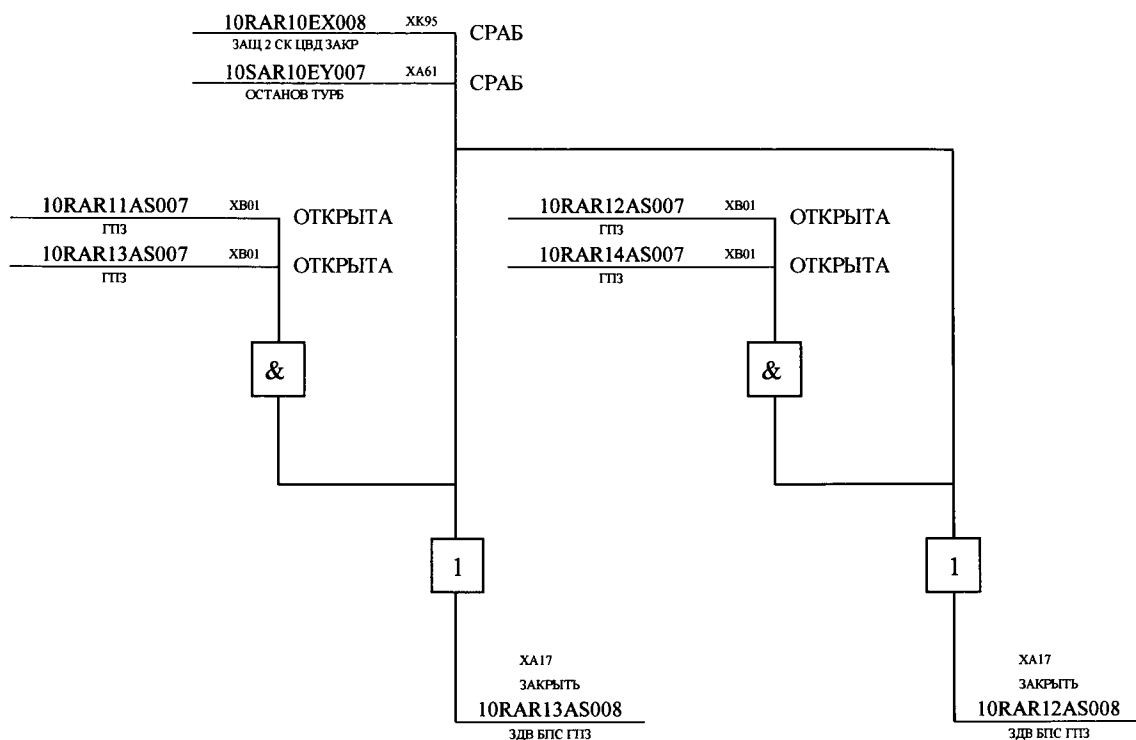 10RAR10EX008 XK95 СРАБ
ЗАЩ 2 СК ЦВД ЗАКР
10SAR10EY007 XA61 СРАБ
ОСТАНОВ ТУРБ
10RAR11AS007 XB01 ОТКРЫТА
ГПЗ
10RAR13AS007 XB01 ОТКРЫТА
ГПЗ
10RAR12AS007 XB01 ОТКРЫТА
ГПЗ
10RAR14AS007 XB01 ОТКРЫТА
ГПЗ
&
&
1
1
XA17
ЗАКРЫТЬ
10RAR13AS008
ЗДВ БПС ГПЗ
XA17
ЗАКРЫТЬ
10RAR12AS008
ЗДВ БПС ГПЗ